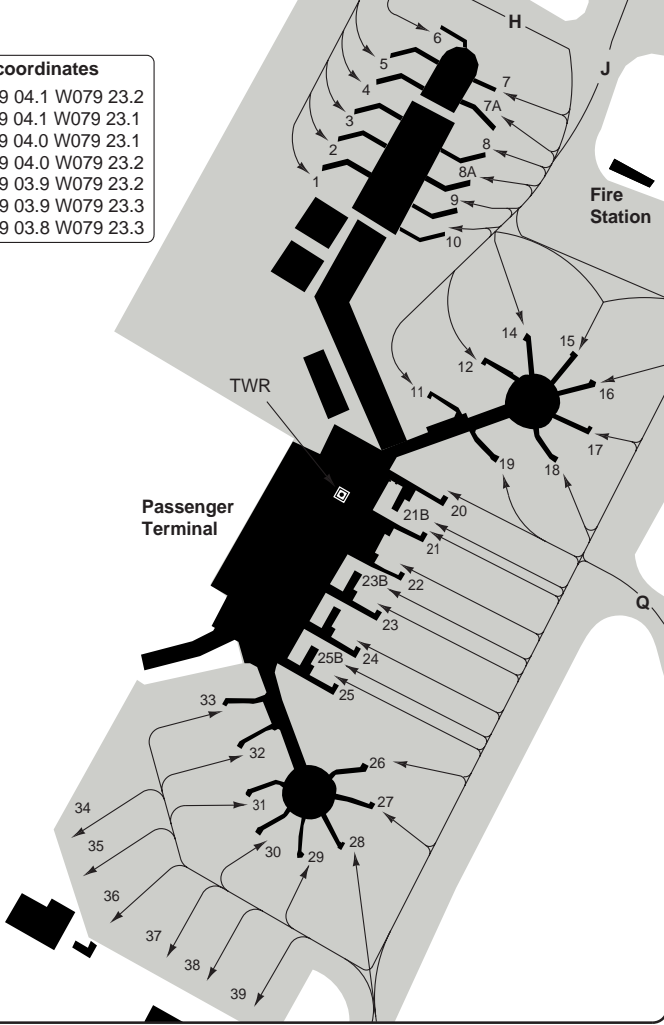 H
6
5
J
coordinates
7
4
9 04.1 W079 23.2
7A
9 04.1 W079 23.1
3
9 04.0 W079 23.1
8
2
9 04.0 W079 23.2
8A
1
9 03.9 W079 23.2
Fire
Station
9
9 03.9 W079 23.3
9 03.8 W079 23.3
10
14
15
12
TWR
11
16
17
19
18
Passenger
Terminal
20
21B
21
23B
22
Q
23
24
25B
25
33
32
26
31
27
34
35
28
30
29
36
37
38
39